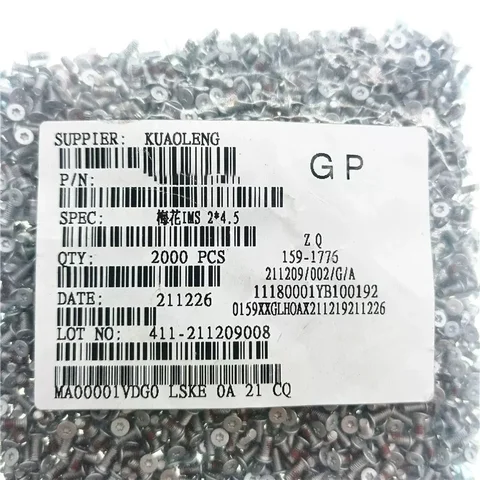 SUPPIER: KUAOLENG
GP
P/N:
SPEC: 梅花IMS 2*4.5
ZQ
QTY: 2000 PCS
159-1776
211209/002/G/A
DATE: 211226
11180001YB100192
0159XXGLHOAX211219211226
LOT NO: 411-211209008
MA00001VDG0 LSKE 0A 21 CQ